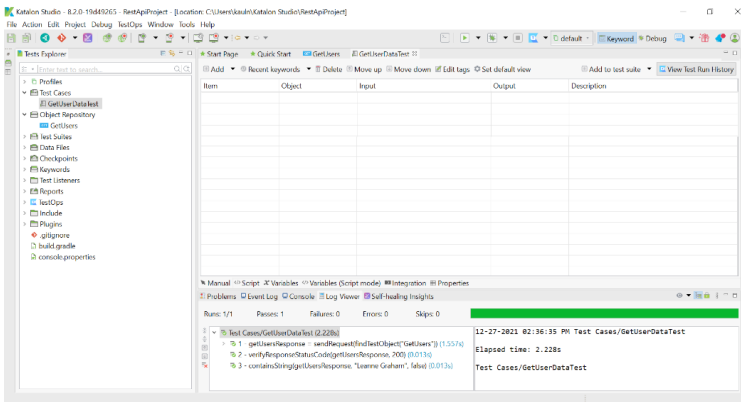 Katalon Studio - 8.2.0-19d49265 - RestApiProject - [Location: C:\Users\kauln\Katalon Studio\RestApiProject]
File Action Edit Project Debug TestOps Window Tools Help
default Keyword Debug
Tests Explorer
Start Page Quick Start GetUsers GetUserDataTest
Enter text to search...
Add Recent keywords Delete Move up Move down Edit tags Set default view Add to test suite View Test Run History
Item Object Input Output Description
Profiles
Test Cases
GetUserDataTest
Object Repository
GetUsers
Test Suites
Data Files
Checkpoints
Keywords
Test Listeners
Reports
TestOps
Include
Plugins
.gitignore
build.gradle
console.properties
Manual Script Variables Variables (Script mode) Integration Properties
Problems Event Log Console Log Viewer Self-healing Insights
Runs: 1/1 Passes: 1 Failures: 0 Errors: 0 Skips: 0
Test Cases/GetUserDataTest (2.228s)
1 - getUsersResponse = sendRequest(findTestObject("GetUsers")) (1.557s)
2 - verifyResponseStatusCode(getUsersResponse, 200) (0.013s)
3 - containsString(getUsersResponse, "Leanne Graham", false) (0.013s)
12-27-2021 02:36:35 PM Test Cases/GetUserDataTest
Elapsed time: 2.228s
Test Cases/GetUserDataTest